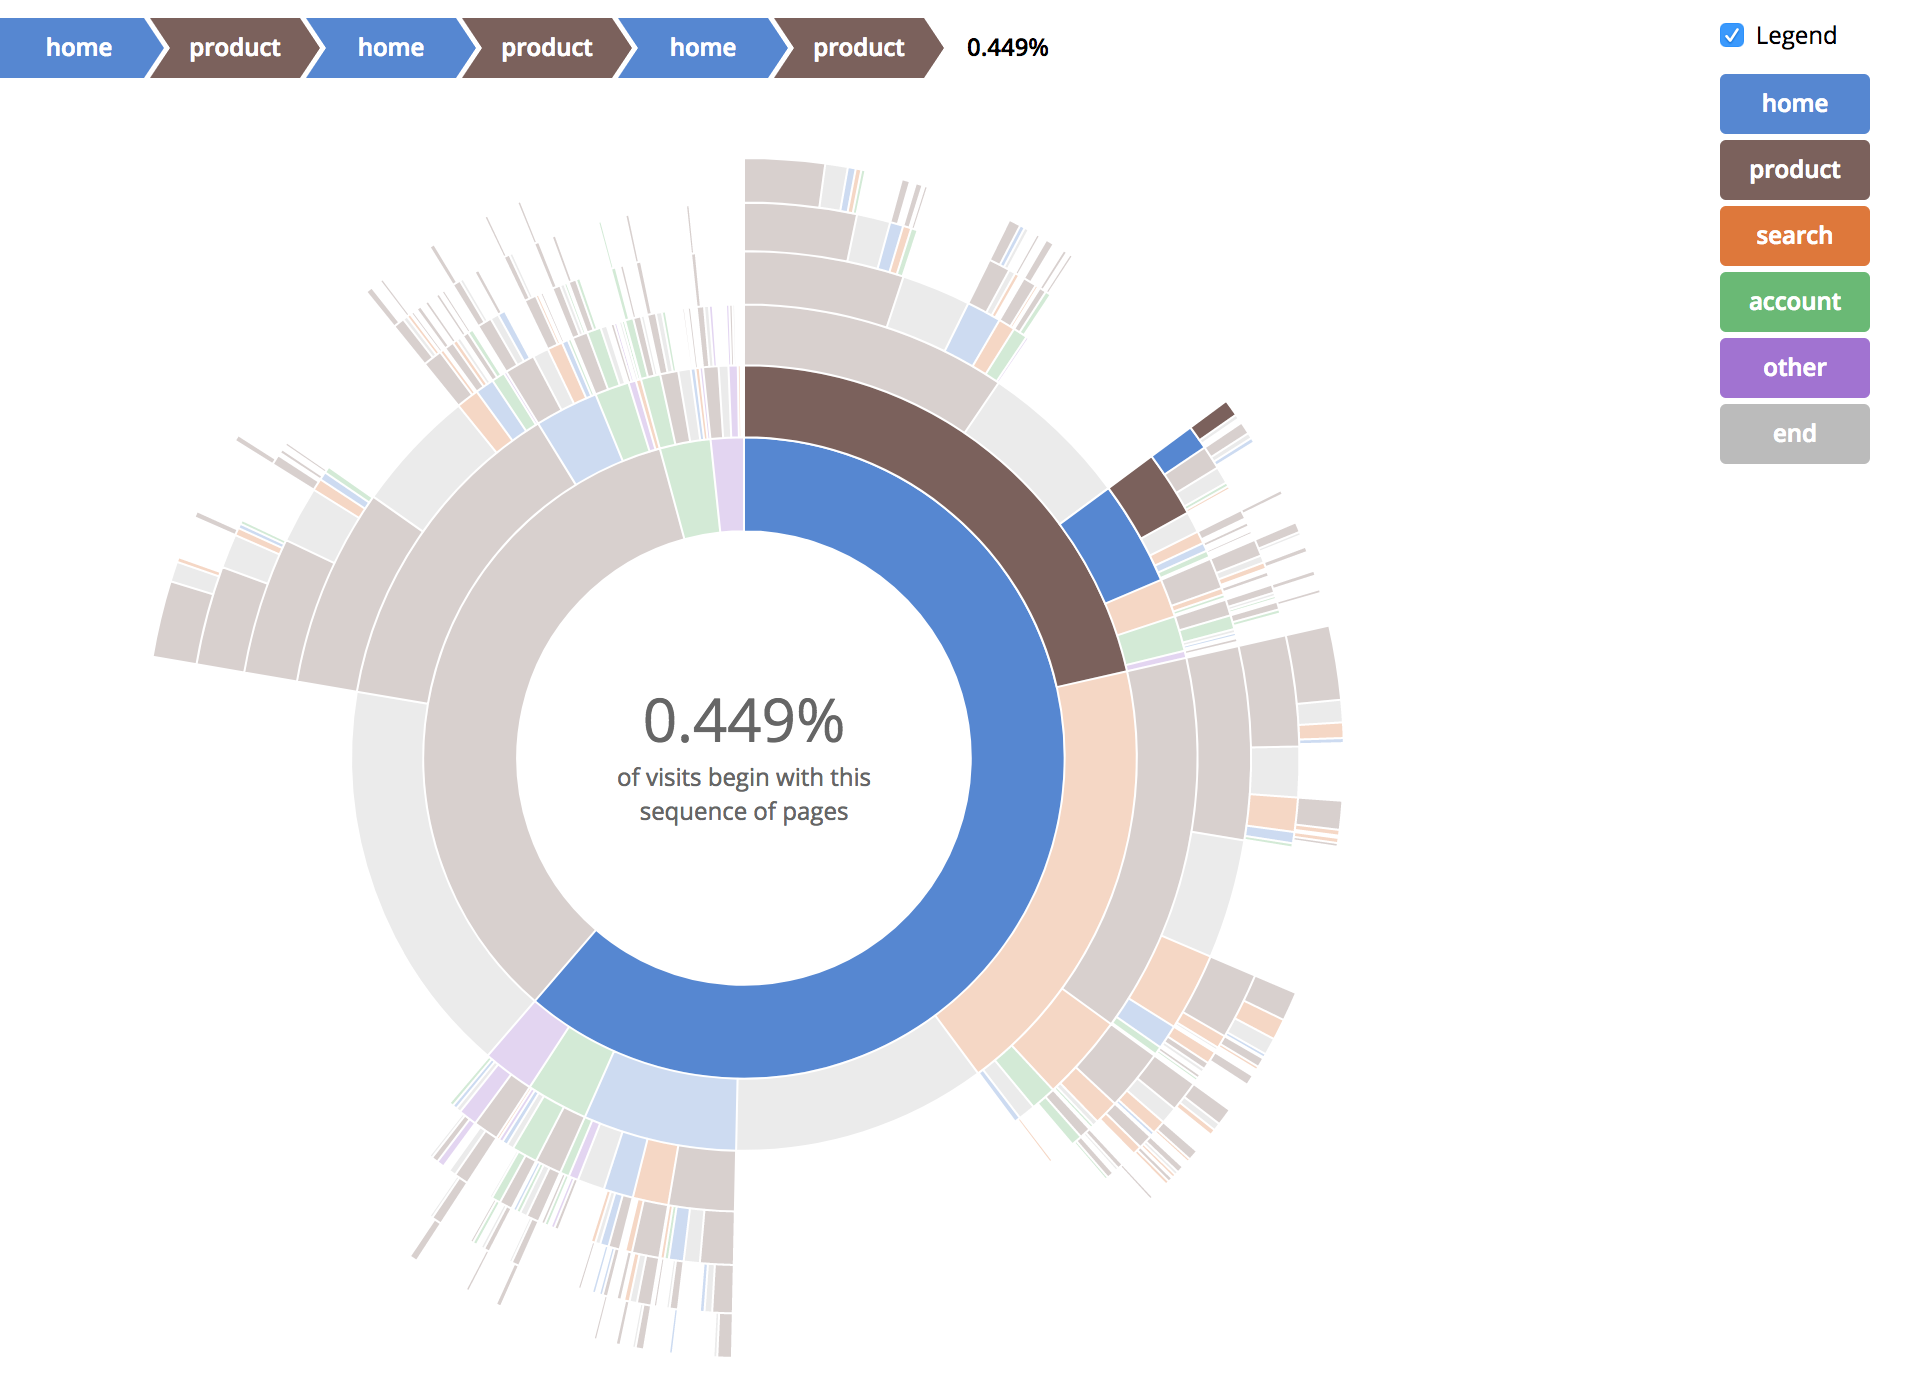 home product home product home product 0.449%
Legend
home
product
search
account
other
end
0.449%
of visits begin with this
sequence of pages